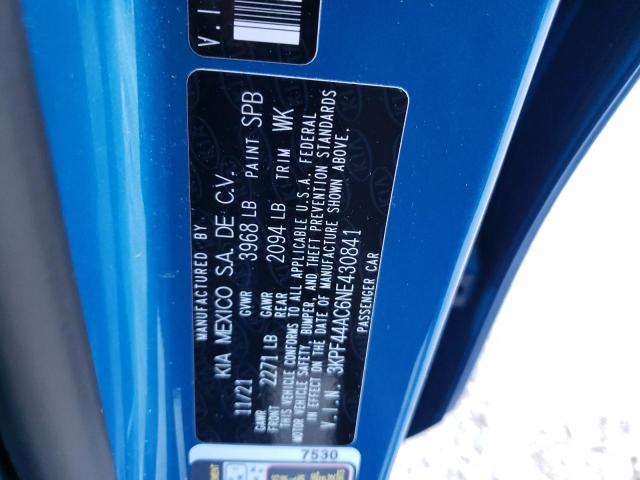 V.I
MANUFACTURED BY
KIA MEXICO S.A. DE C.V.
11/21 GVWR 3968 LB PAINT SPB
GAWR FRONT 2271 LB GAWR REAR 2094 LB TRIM WK
THIS VEHICLE CONFORMS TO ALL APPLICABLE U.S.A. FEDERAL
MOTOR VEHICLE SAFETY, BUMPER, AND THEFT PREVENTION STANDARDS
IN EFFECT ON THE DATE OF MANUFACTURE SHOWN ABOVE.
V.I.N. 3KPF44AC6NE430841
PASSENGER CAR
7530